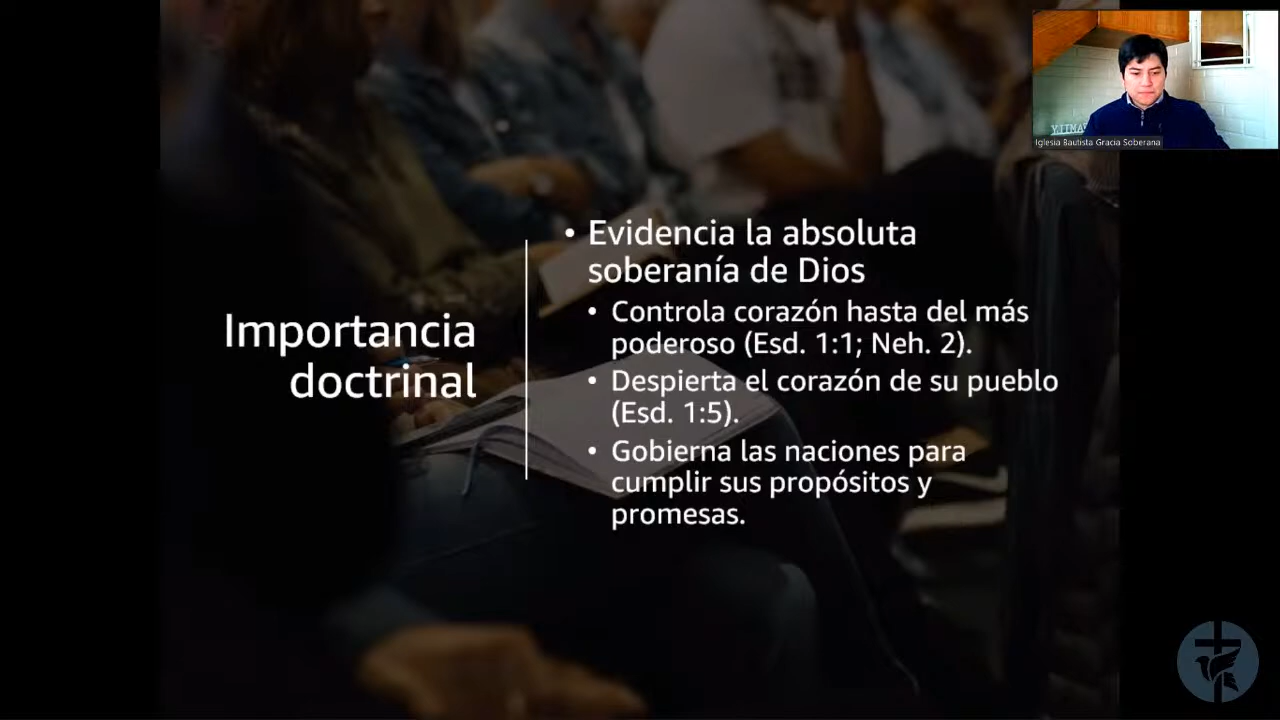 Importancia
doctrinal
• Evidencia la absoluta
soberanía de Dios
• Controla corazón hasta del más
poderoso (Esd. 1:1; Neh. 2).
• Despierta el corazón de su pueblo
(Esd. 1:5).
• Gobierna las naciones para
cumplir sus propósitos y
promesas.
Iglesia Bautista Gracia Soberana